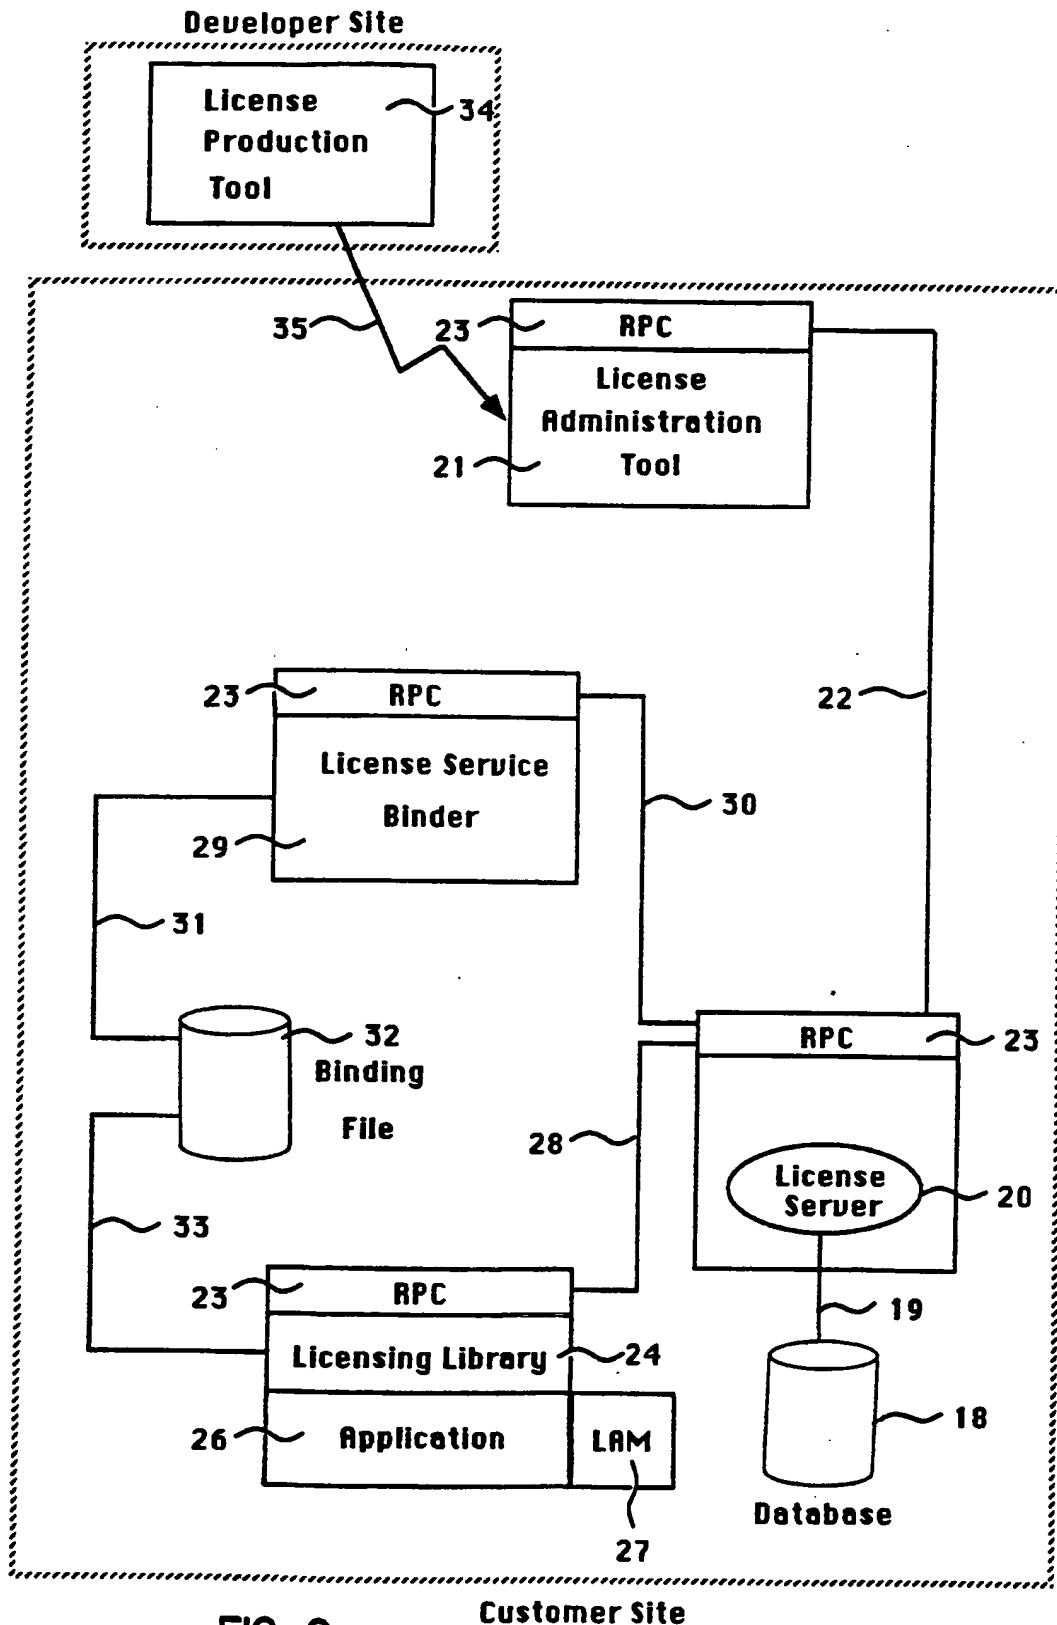 Developer Site
License
Production
Tool
34
35
23
RPC
License
Administration
Tool
21
23
RPC
22
License Service
Binder
30
29
31
32
Binding
File
RPC
23
28
License
Server
20
33
23
RPC
19
Licensing Library
24
18
26
Application
LAM
Database
27
Customer Site